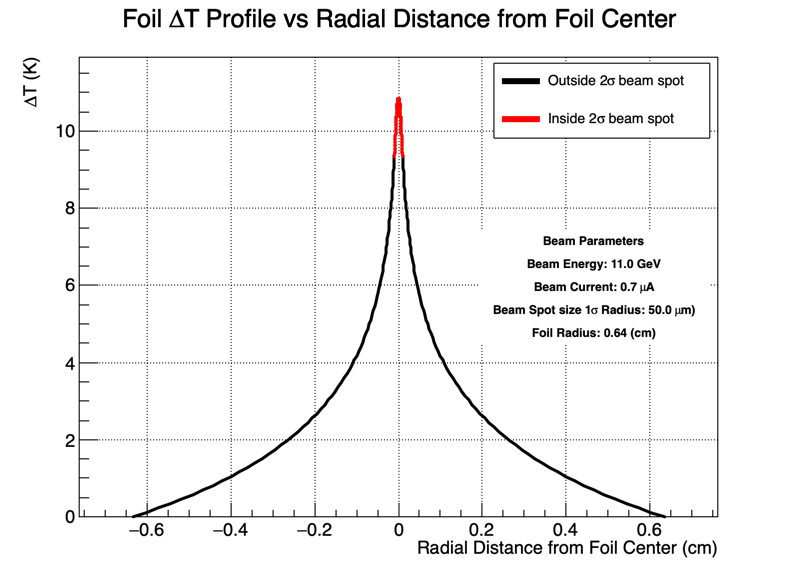 Foil ΔT Profile vs Radial Distance from Foil Center
ΔT (K)
Outside 2σ beam spot
Inside 2σ beam spot
10
8
6
4
2
0
Beam Parameters
Beam Energy: 11.0 GeV
Beam Current: 0.7 μA
Beam Spot size 1σ Radius: 50.0 μm)
Foil Radius: 0.64 (cm)
−0.6 −0.4 −0.2 0 0.2 0.4 0.6
Radial Distance from Foil Center (cm)